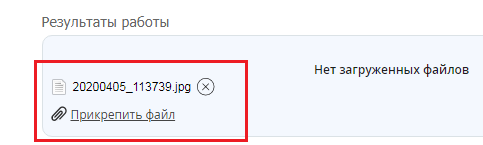 Результаты работы
Нет загруженных файлов
20200405_113739.jpg
Прикрепить файл